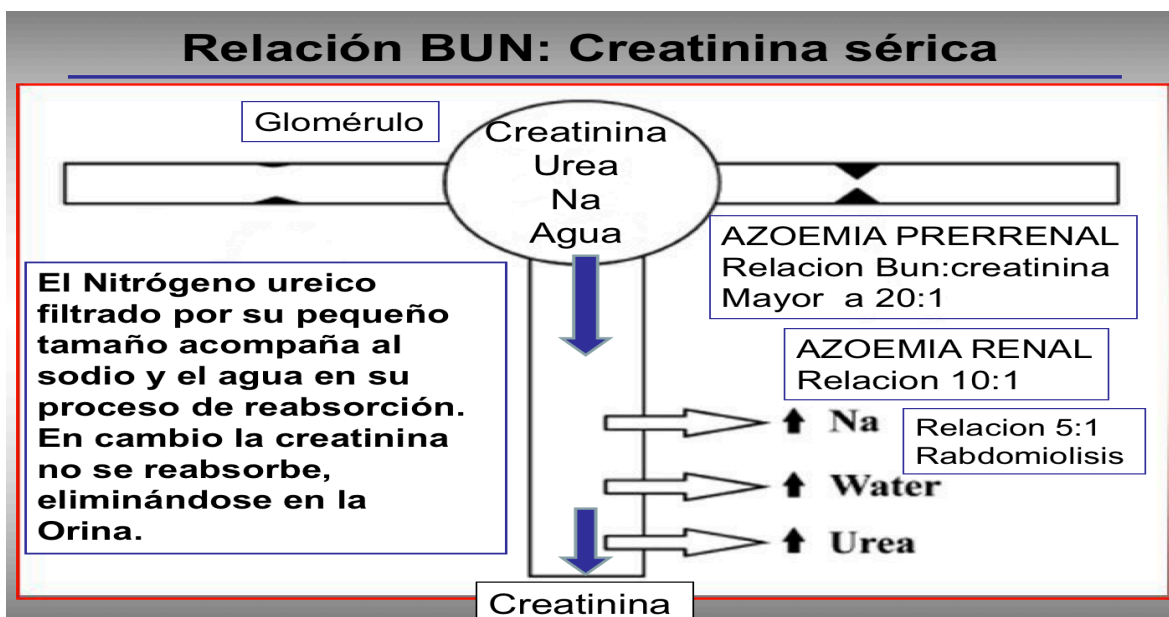 Relación BUN: Creatinina sérica
Glomérulo
Creatinina
Urea
Na
Agua
AZOEMIA PRERRENAL
Relacion Bun:creatinina
Mayor a 20:1
El Nitrógeno ureico
filtrado por su pequeño
tamaño acompaña al
sodio y el agua en su
proceso de reabsorción.
En cambio la creatinina
no se reabsorbe,
eliminándose en la
Orina.
AZOEMIA RENAL
Relacion 10:1
Na
Relacion 5:1
Rabdomiolisis
Water
Urea
Creatinina